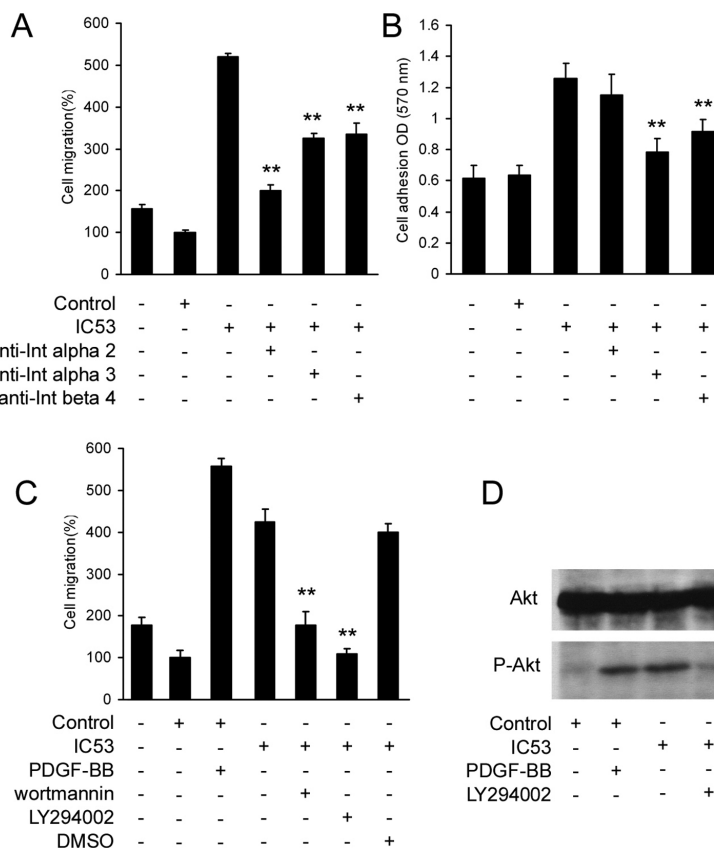 A
Cell migration(%)
600
500
400
300
200
100
0
**
**
**
Control - + - - - -
IC53 - - + + + +
nti-Int alpha 2 - - - + - -
nti-Int alpha 3 - - - - + -
anti-Int beta 4 - - - - - +
B
Cell adhesion OD (570 nm)
1.6
1.4
1.2
1
0.8
0.6
0.4
0.2
0
**
**
- + - - - -
- - + + + +
- - - + - -
- - - - + -
- - - - - +
C
Cell migration(%)
600
500
400
300
200
100
0
**
**
Control - + + - - - -
IC53 - - - + + + +
PDGF-BB - - + - - - -
wortmannin - - - - + - -
LY294002 - - - - - + -
DMSO - - - - - - +
D
Akt
P-Akt
Control + + - -
IC53 - - + +
PDGF-BB - + - -
LY294002 - - - +